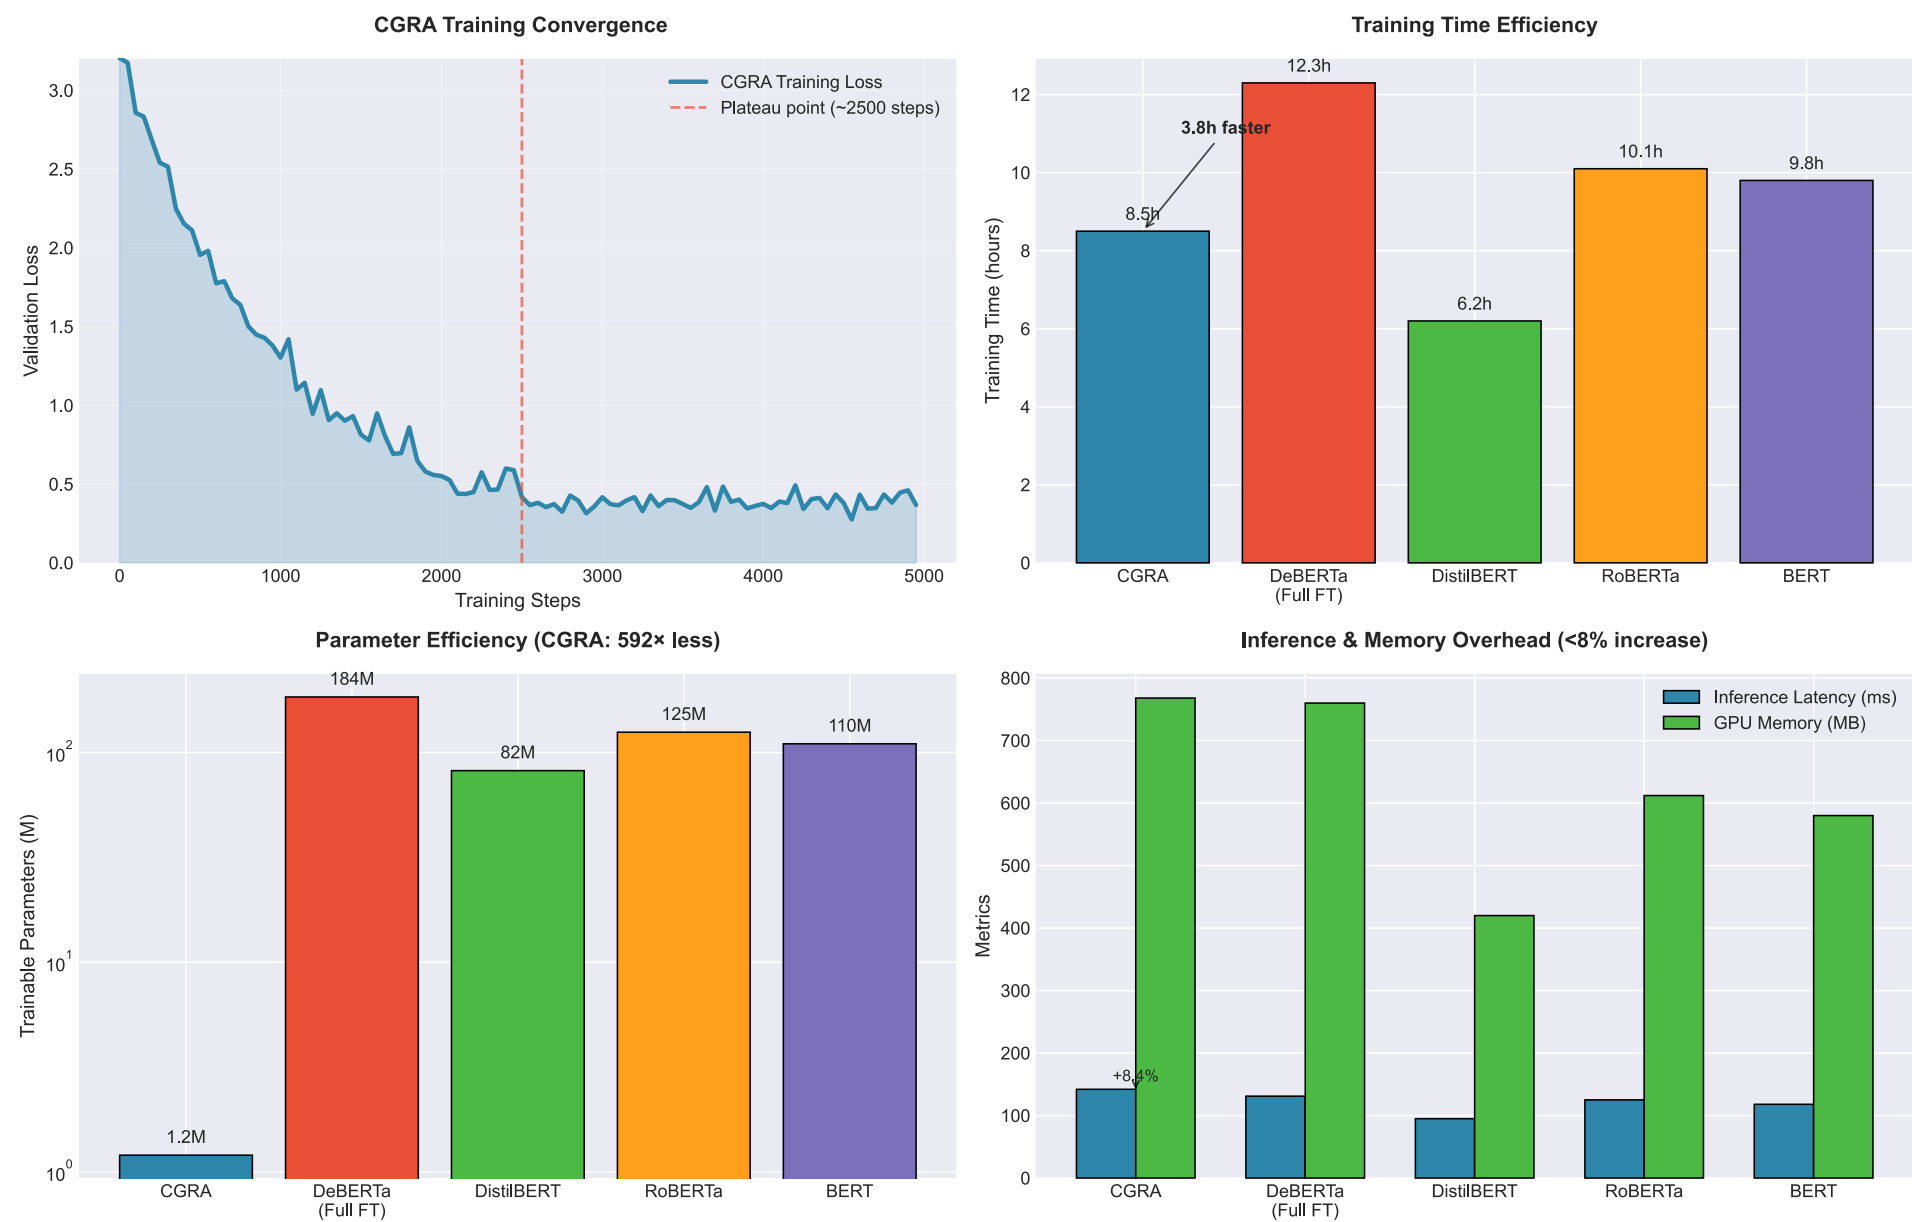 CGRA Training Convergence
CGRA Training Loss
Plateau point (~2500 steps)
Validation Loss
3.0
2.5
2.0
1.5
1.0
0.5
0.0
0 1000 2000 3000 4000 5000
Training Steps
Training Time Efficiency
Training Time (hours)
12
10
8
6
4
2
0
12.3h
3.8h faster
10.1h
9.8h
8.5h
6.2h
CGRA DeBERTa DistilBERT RoBERTa BERT
(Full FT)
Parameter Efficiency (CGRA: 592× less)
Trainable Parameters (M)
10²
10¹
10⁰
184M
125M
110M
82M
1.2M
CGRA DeBERTa DistilBERT RoBERTa BERT
(Full FT)
Inference & Memory Overhead (<8% increase)
Inference Latency (ms)
GPU Memory (MB)
Metrics
800
700
600
500
400
300
200
100
0
+8.4%
CGRA DeBERTa DistilBERT RoBERTa BERT
(Full FT)